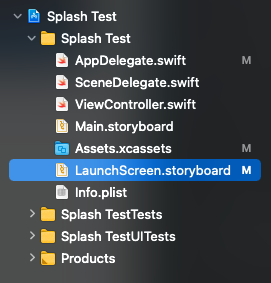 Splash Test
Splash Test
AppDelegate.swift M
SceneDelegate.swift
ViewController.swift
Main.storyboard
Assets.xcassets M
LaunchScreen.storyboard M
Info.plist
Splash TestTests
Splash TestUITests
Products